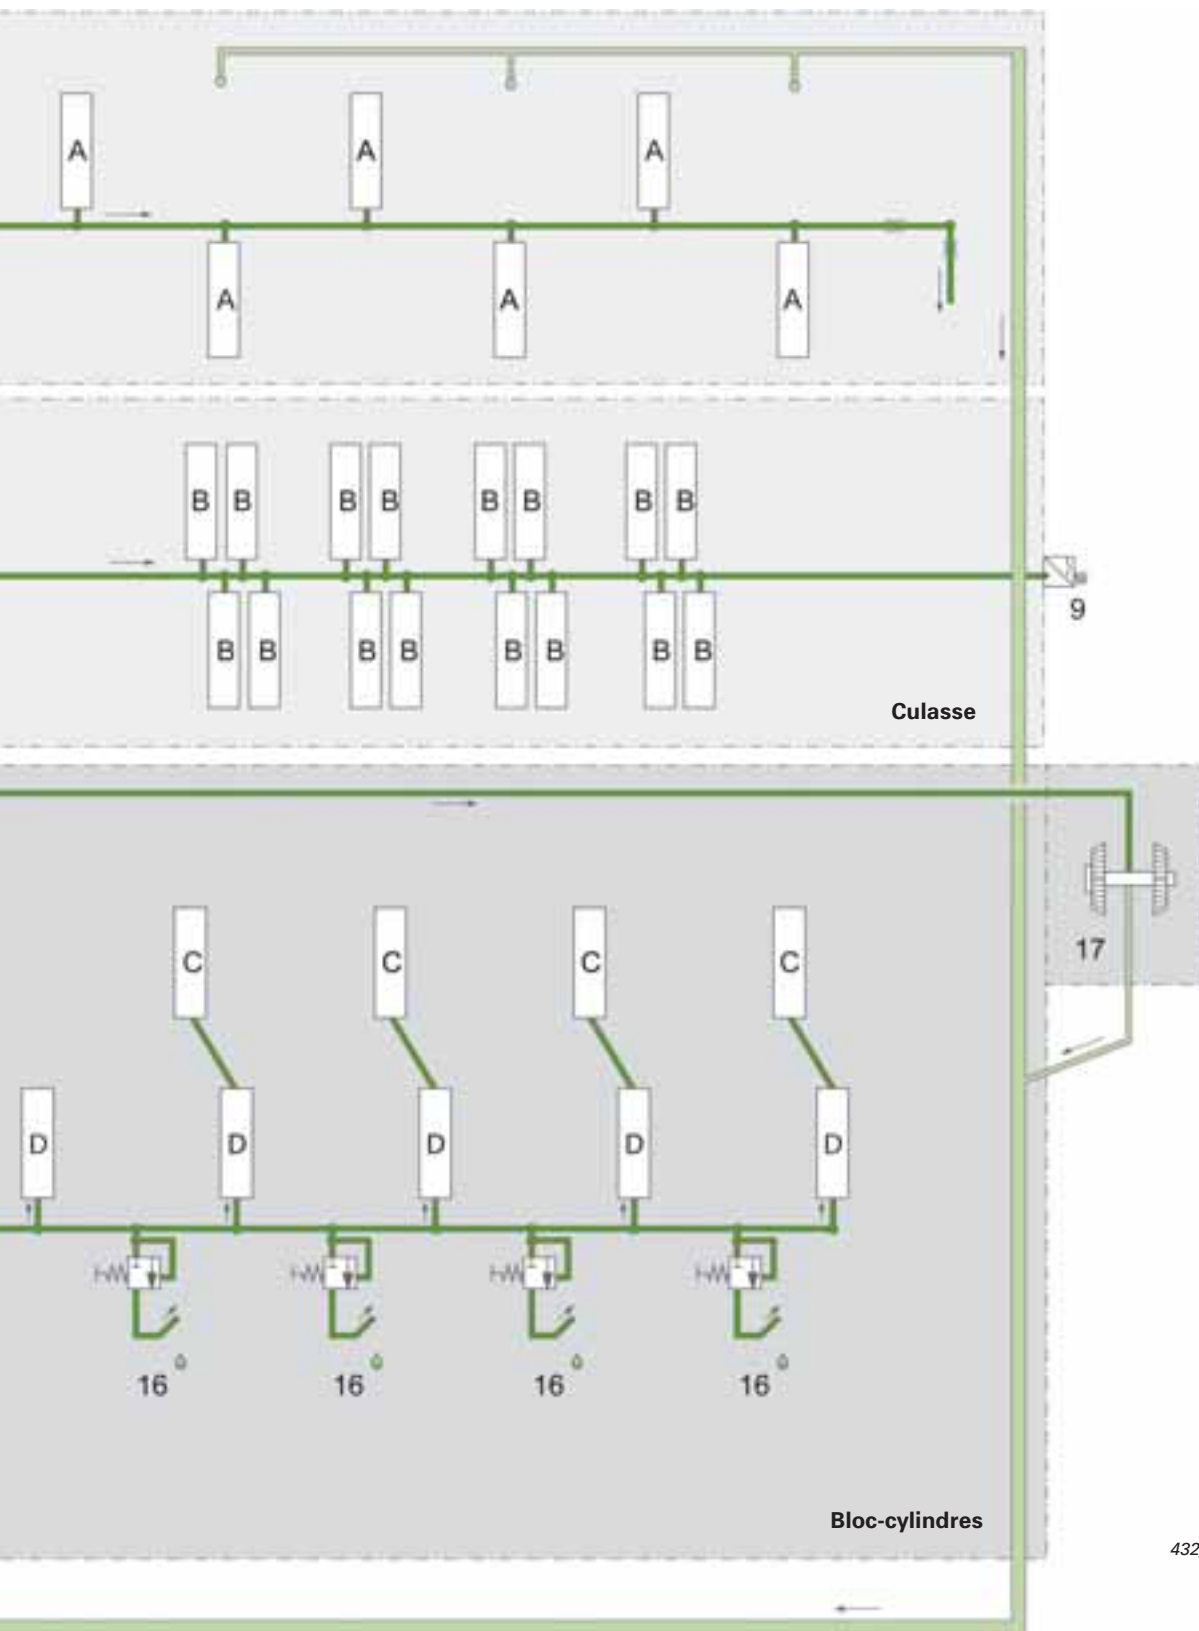 A A A
A A A
B B B B B B B B
9
B B B B B B B B
Culasse
17
C C C C
D D D D D
16 16 16 16
Bloc-cylindres
432